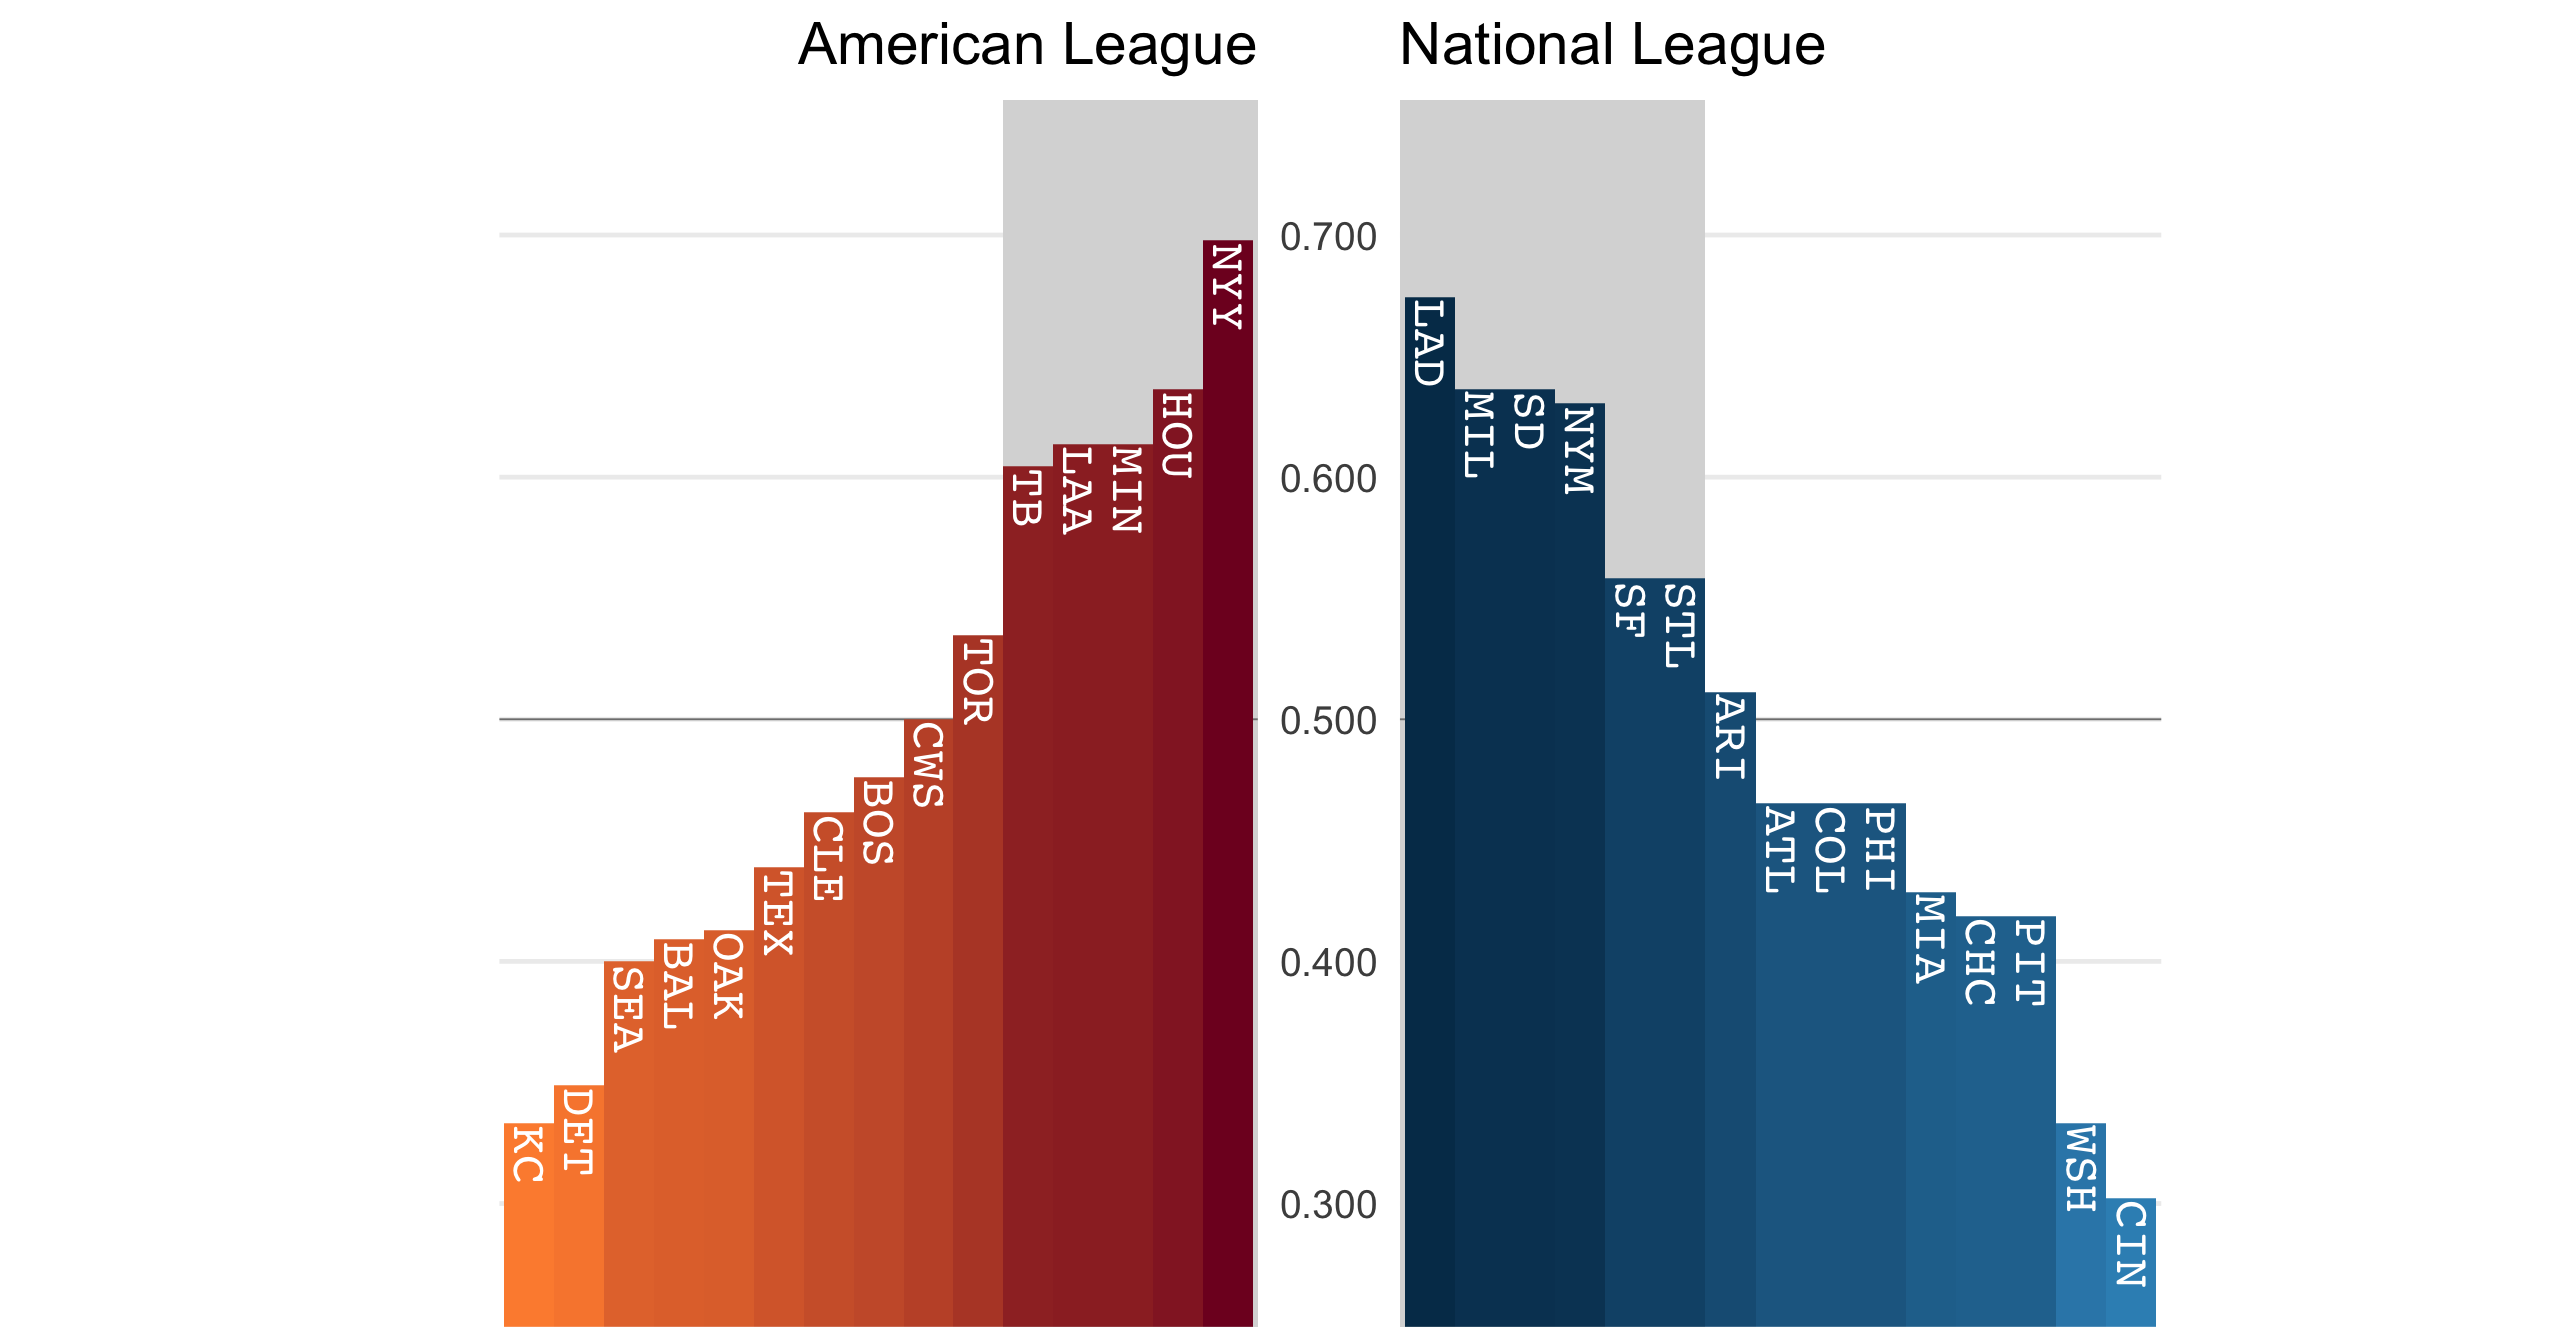 American League
National League
0.700
0.600
0.500
0.400
0.300
KC
DET
SEA
BAL
OAK
TEX
CLE
BOS
CWS
TOR
TB
LAA
MIN
HOU
NYY
LAD
MIL
SD
NYM
SF
STL
ARI
ATL
COL
PHI
MIA
CHC
PIT
WSH
CIN